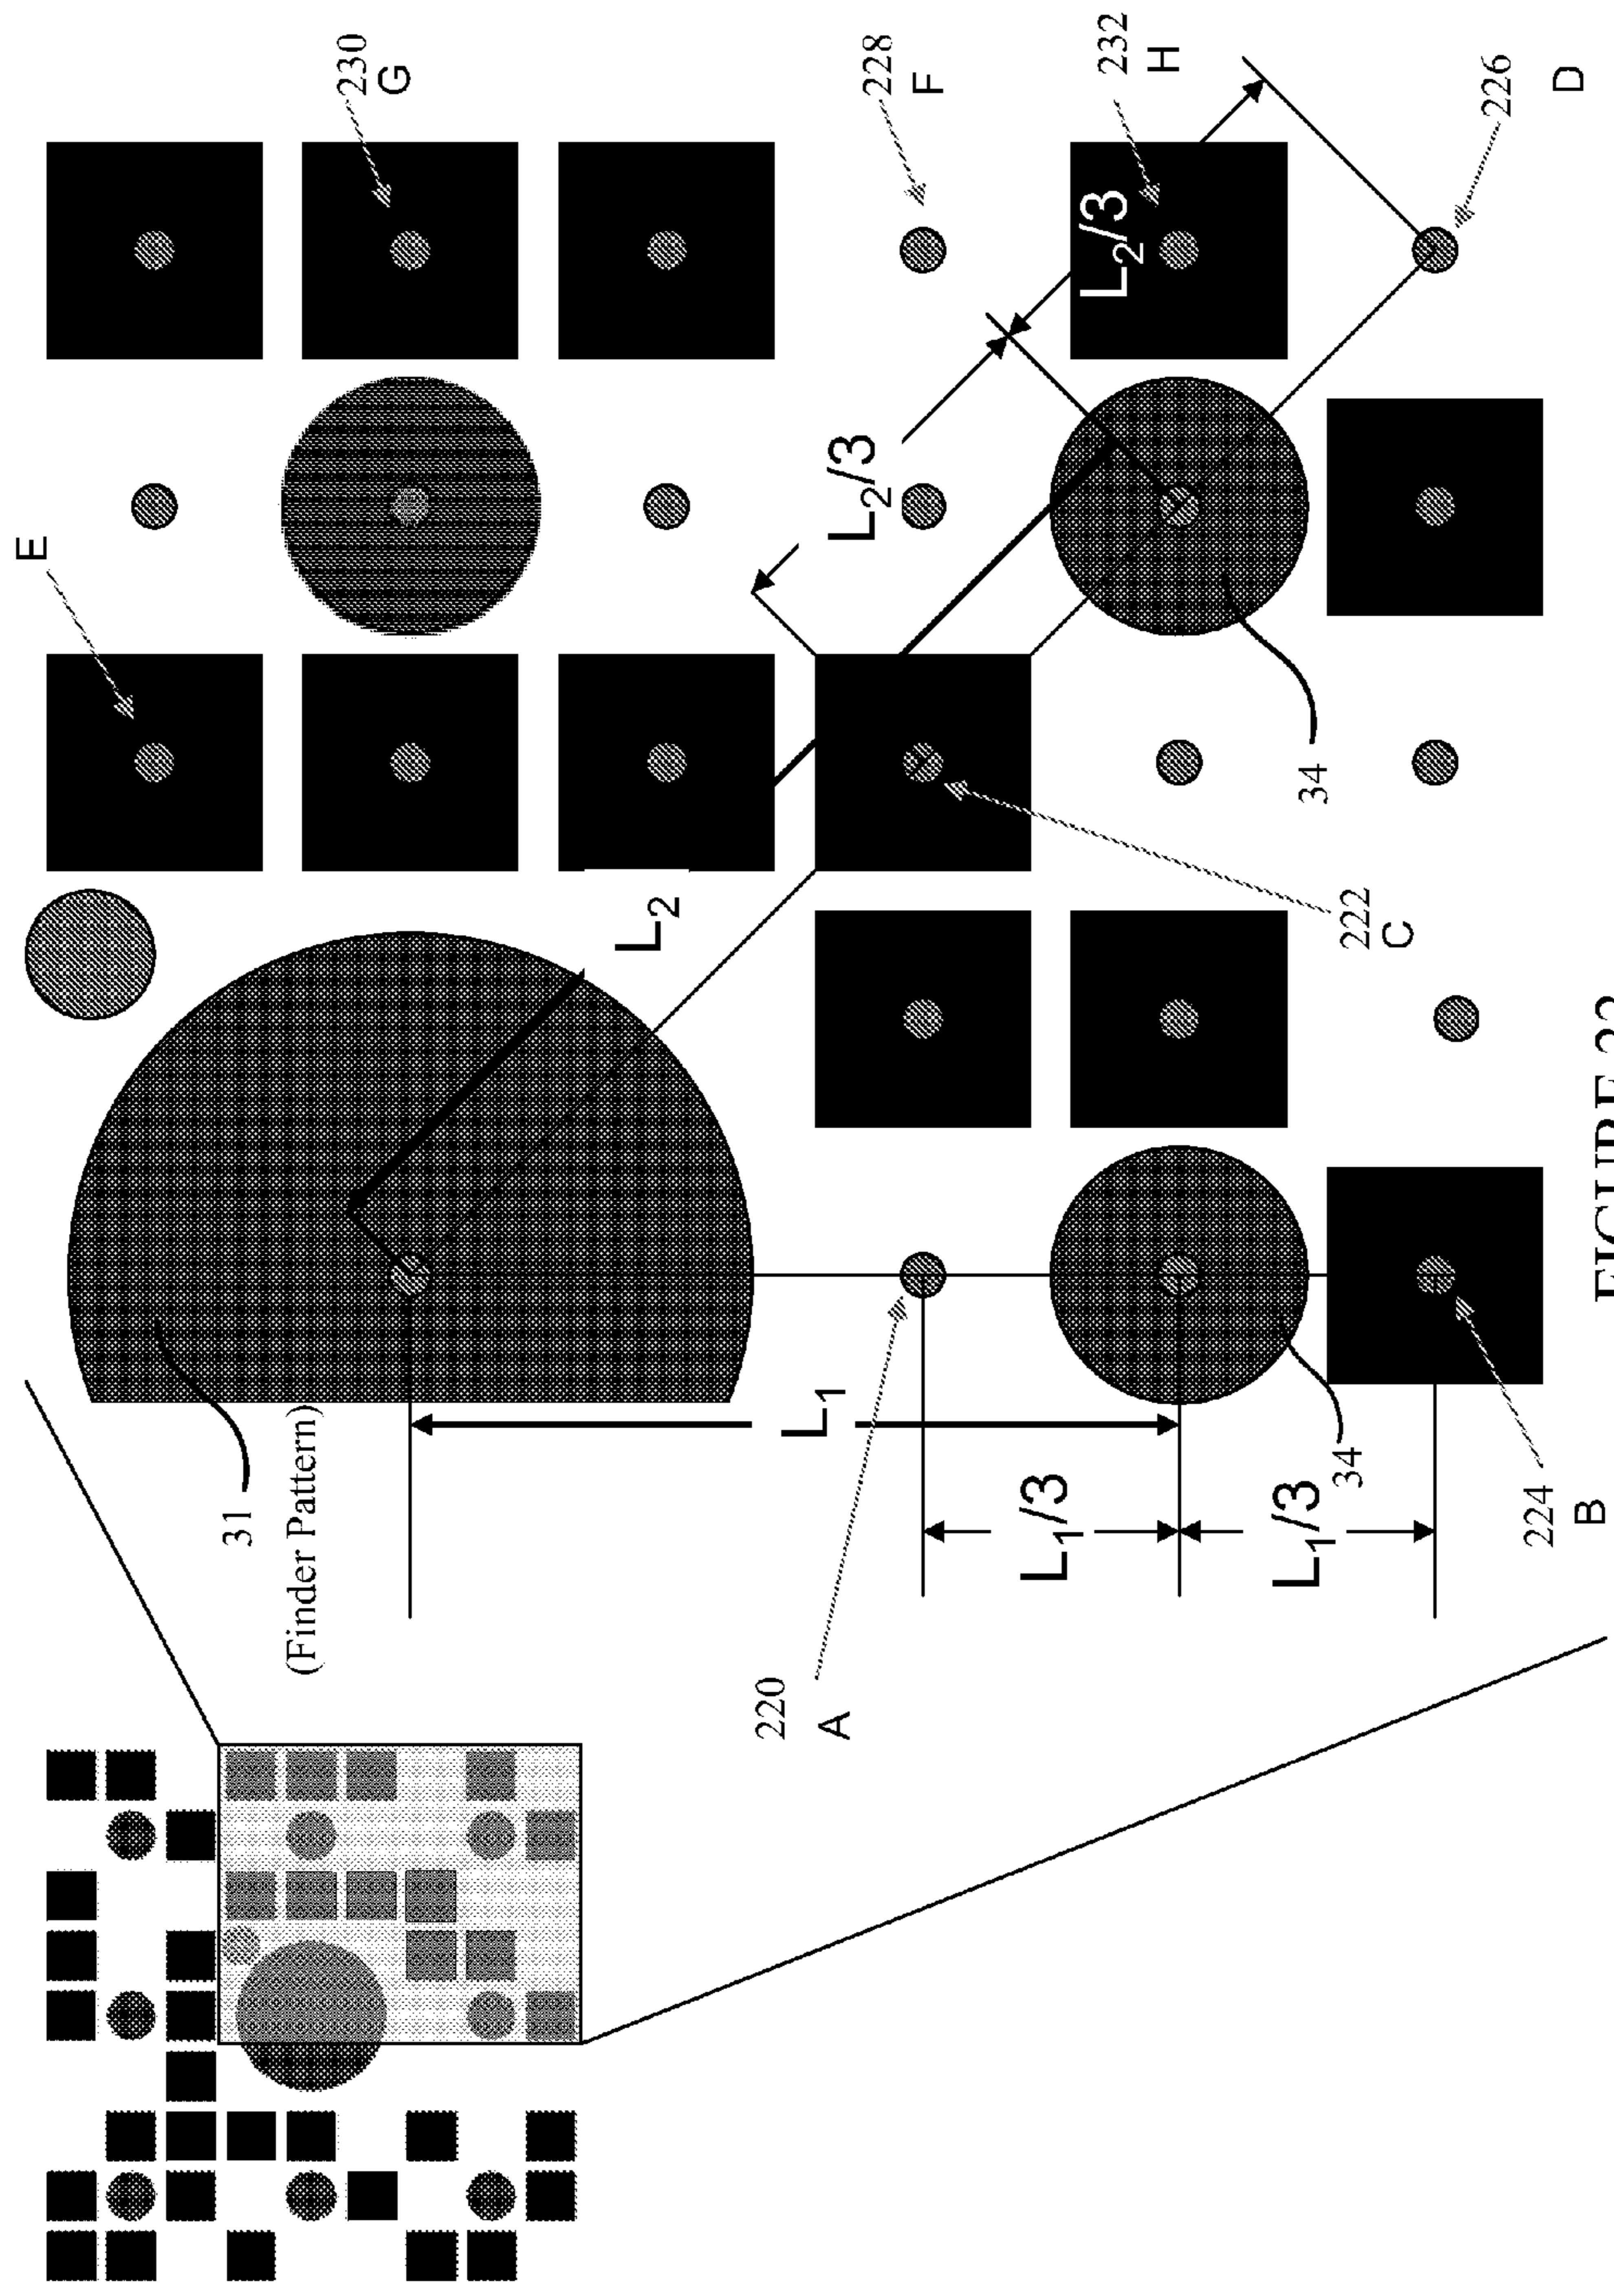 E
230
G
228
F
232
H
226
D
L2/3
L2/3
L2
34
222
C
31
(Finder Pattern)
L1
L1/3
L1/3
34
220
A
224
B
FIGURE 22